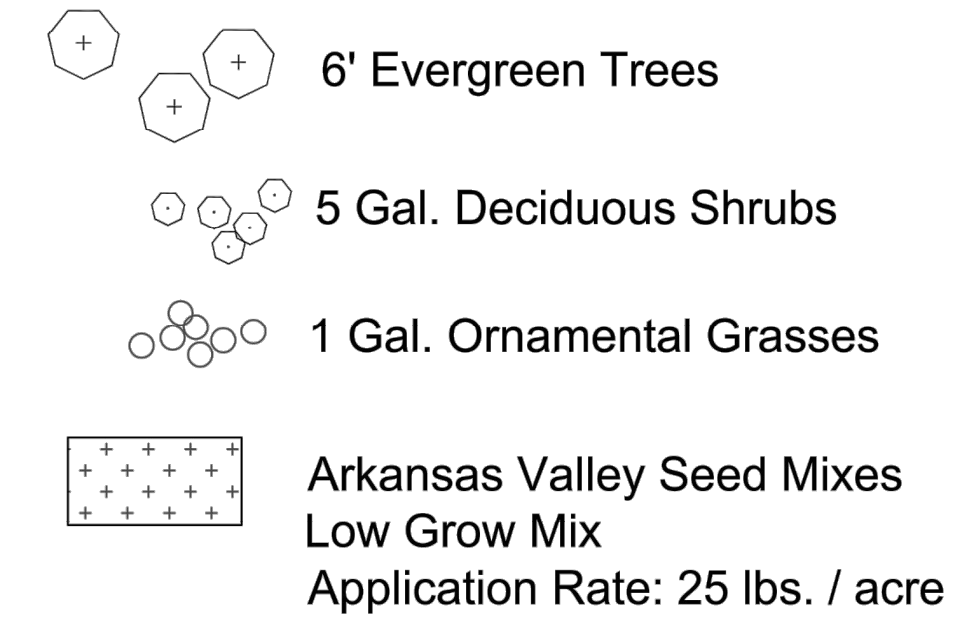 6' Evergreen Trees
5 Gal. Deciduous Shrubs
1 Gal. Ornamental Grasses
Arkansas Valley Seed Mixes
Low Grow Mix
Application Rate: 25 lbs. / acre